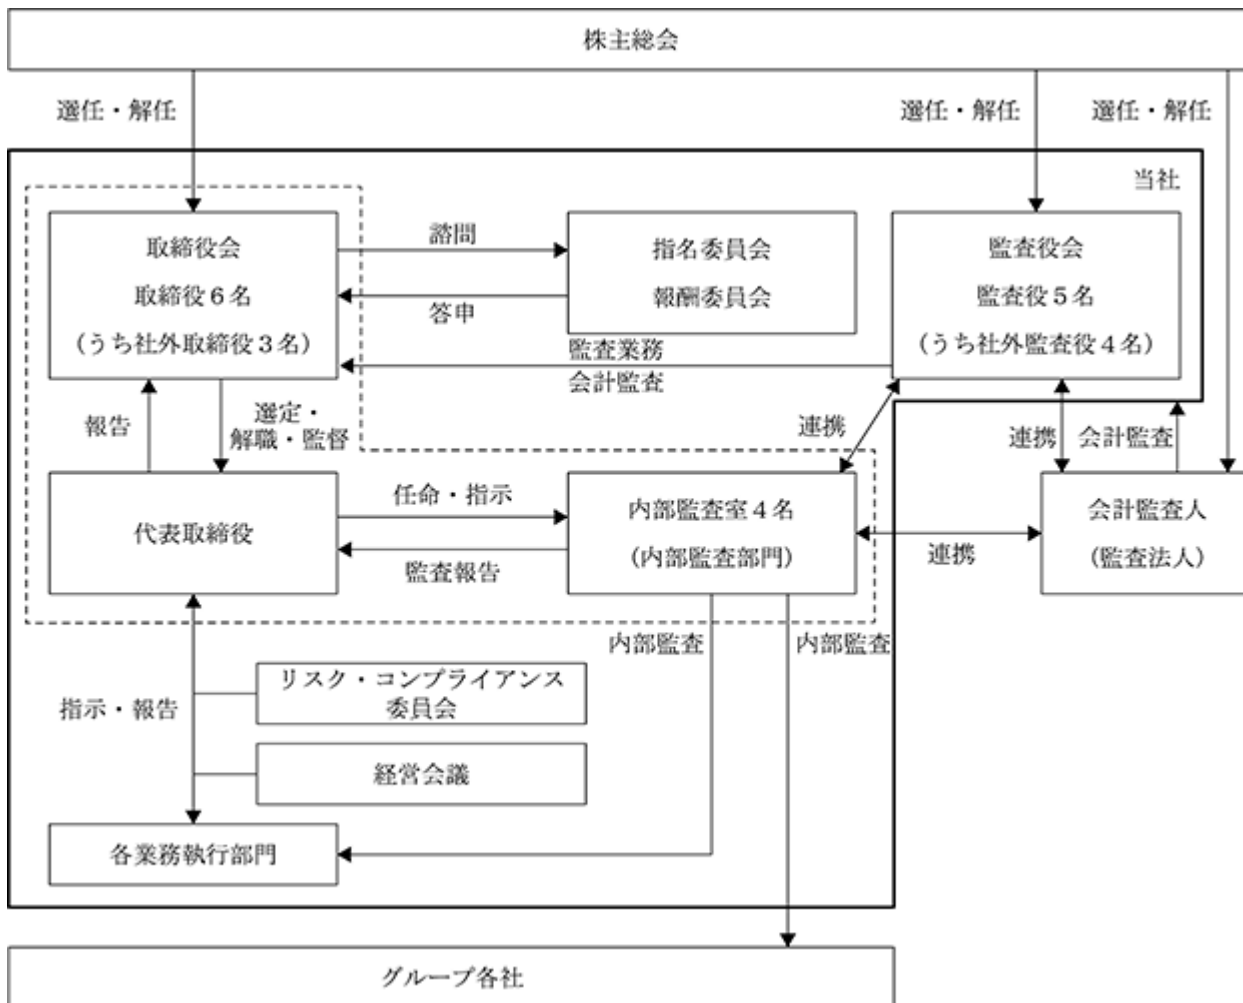 株主総会
選任・解任
選任・解任
選任・解任
当社
取締役会
取締役6名
(うち社外取締役3名)
諮問
答申
指名委員会
報酬委員会
監査役会
監査役5名
(うち社外監査役4名)
監査業務
会計監査
報告
選定・
解職・監督
連携
連携
会計監査
代表取締役
任命・指示
監査報告
内部監査室4名
(内部監査部門)
連携
会計監査人
(監査法人)
内部監査
内部監査
指示・報告
リスク・コンプライアンス
委員会
経営会議
各業務執行部門
グループ各社